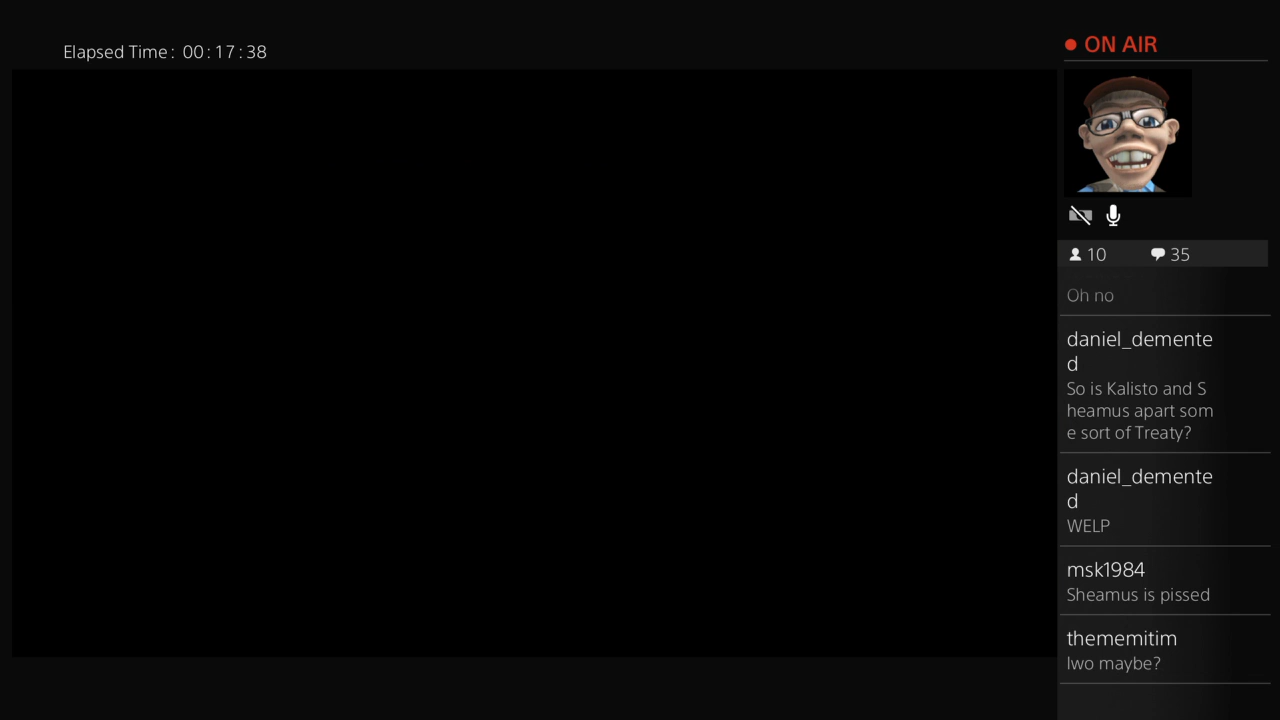 Elapsed Time: 00:17:38
ON AIR
10 35
Oh no
daniel_demente
d
So is Kalisto and S
heamus apart som
e sort of Treaty?
daniel_demente
d
WELP
msk1984
Sheamus is pissed
thememitim
Iwo maybe?